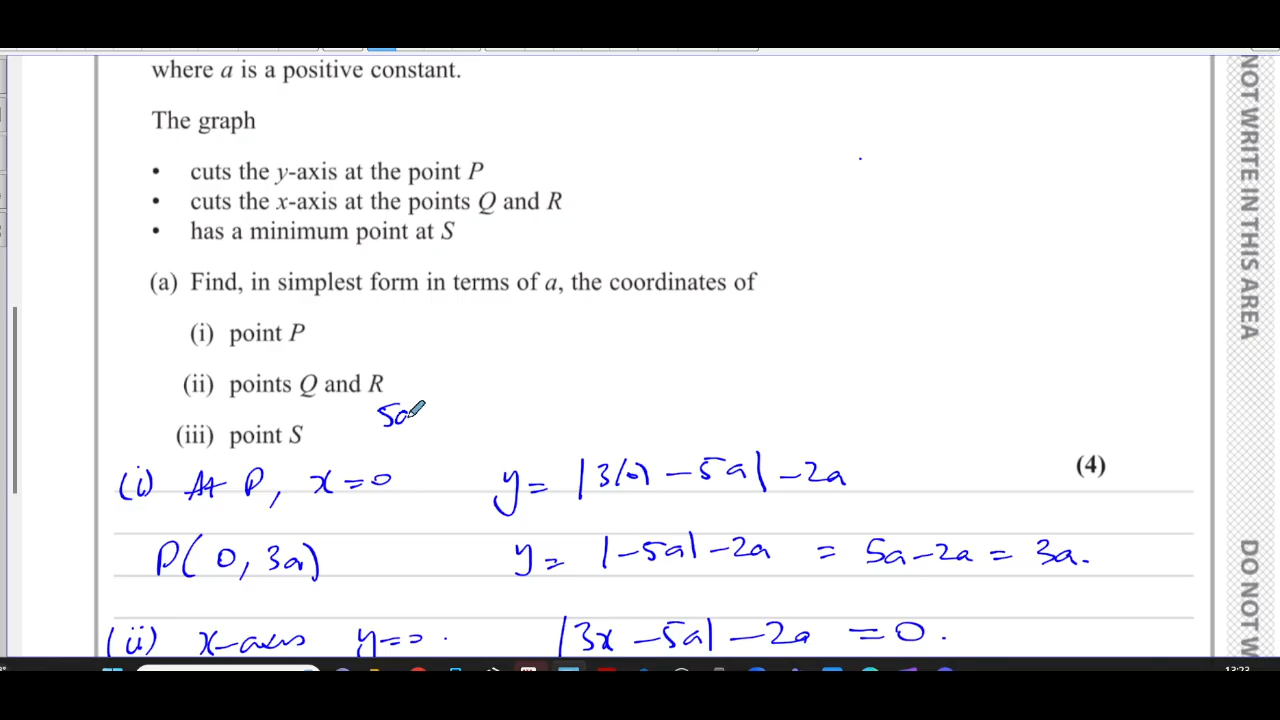 where a is a positive constant.
The graph
• cuts the y-axis at the point P
• cuts the x-axis at the points Q and R
• has a minimum point at S
(a) Find, in simplest form in terms of a, the coordinates of
(i) point P
(ii) points Q and R
5a
(iii) point S
(4)
(i) At P, x=0 y= |3(0) -5a| -2a
P( 0, 3a) y= |-5a| -2a = 5a-2a = 3a.
(ii) x-axis y=0. |3x -5a| -2a =0.
NOT WRITE IN THIS AREA
DO NOT W
13:23